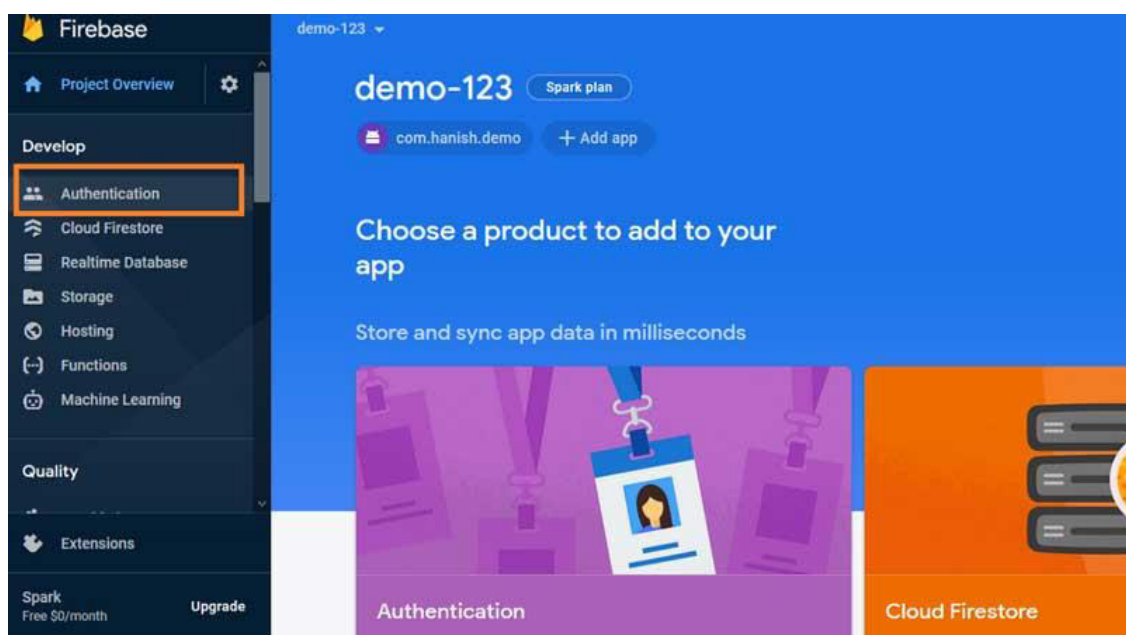 Firebase
Project Overview
Develop
Authentication
Cloud Firestore
Realtime Database
Storage
Hosting
Functions
Machine Learning
Quality
Extensions
Spark
Free $0/month
Upgrade
demo-123
demo-123
Spark plan
com.hanish.demo
+ Add app
Choose a product to add to your
app
Store and sync app data in milliseconds
Authentication
Cloud Firestore